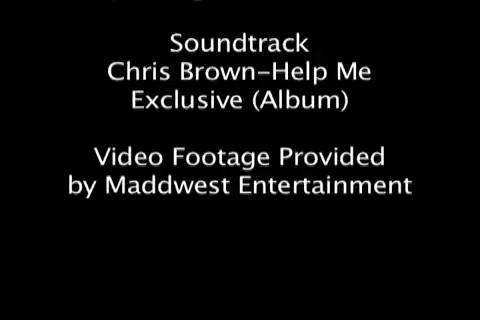 Soundtrack
Chris Brown-Help Me
Exclusive (Album)
Video Footage Provided
by Maddwest Entertainment